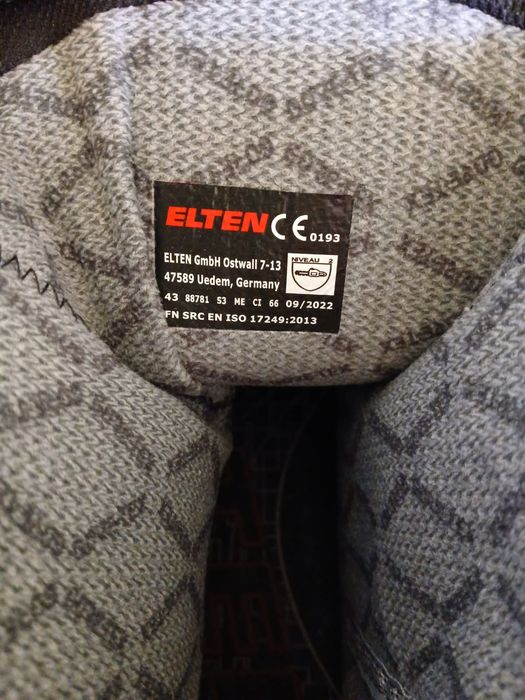 ELTEN CE 0193
ELTEN GmbH Ostwall 7-13
47589 Uedem, Germany
NIVEAU 2
43 88781 S3 ME CI 66 09/2022
FN SRC EN ISO 17249:2013